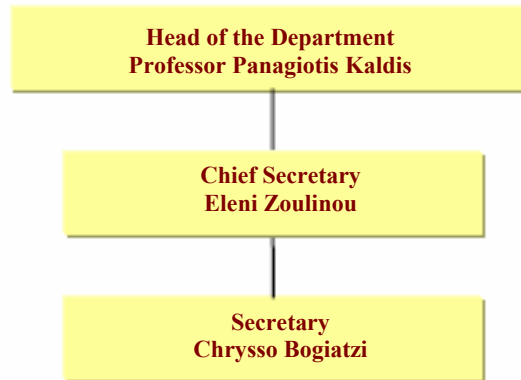 Head of the Department
Professor Panagiotis Kaldis
Chief Secretary
Eleni Zoulinou
Secretary
Chrysso Bogiatzi